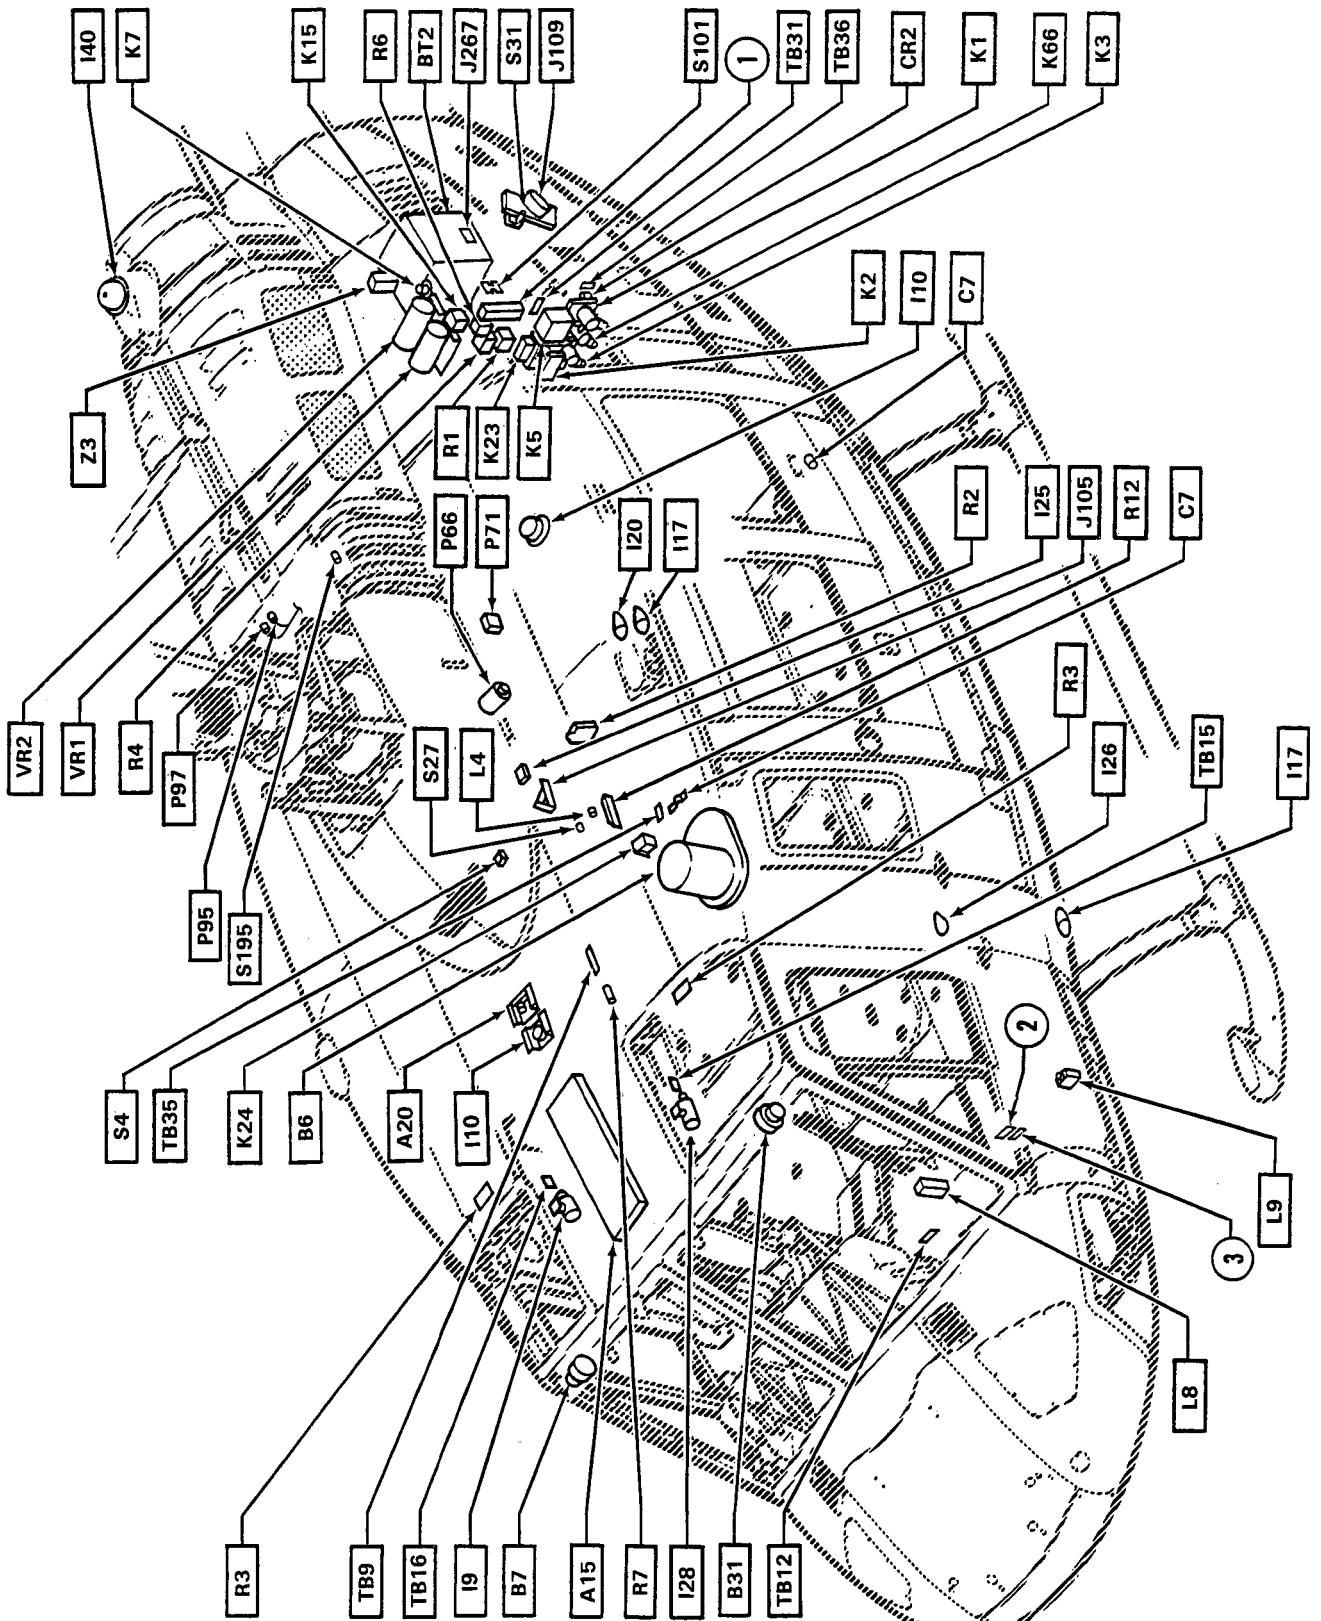 I40
K7
K15
R6
BT2
J267
S31
J109
S101
1
TB31
TB36
CR2
K1
K66
K3
K2
I10
C7
Z3
R1
K23
K5
P66
P71
I20
I17
R2
I25
J105
R12
C7
VR2
VR1
R4
P97
S27
L4
R3
I26
TB15
I17
P95
S195
S4
TB35
K24
B6
A20
I10
2
L9
3
L8
R3
TB9
TB16
I9
B7
A15
R7
I28
B31
TB12